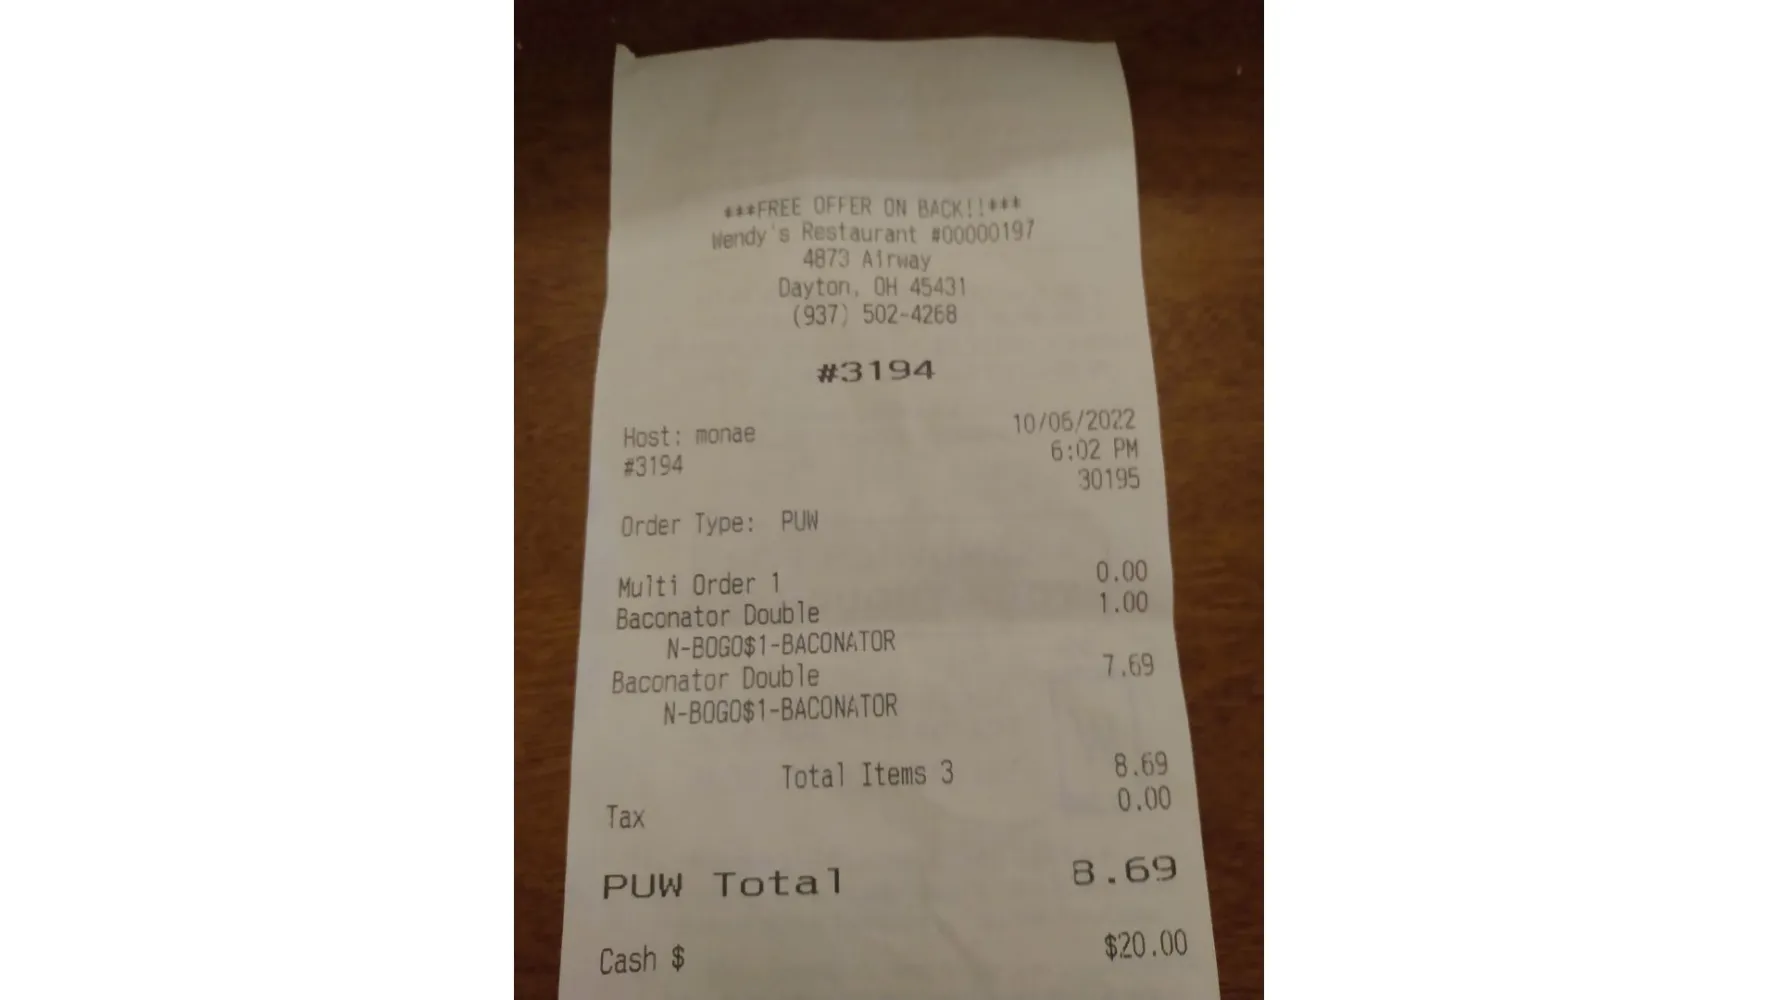 ***FREE OFFER ON BACK!!***
Wendy's Restaurant #00000197
4873 Airway
Dayton, OH 45431
(937) 502-4268
#3194
Host: monae 10/06/2022
#3194 6:02 PM
30195
Order Type: PUW
Multi Order 1 0.00
Baconator Double 1.00
N-BOGO$1-BACONATOR
Baconator Double 7.69
N-BOGO$1-BACONATOR
Total Items 3 8.69
Tax 0.00
PUW Total 8.69
Cash $ $20.00